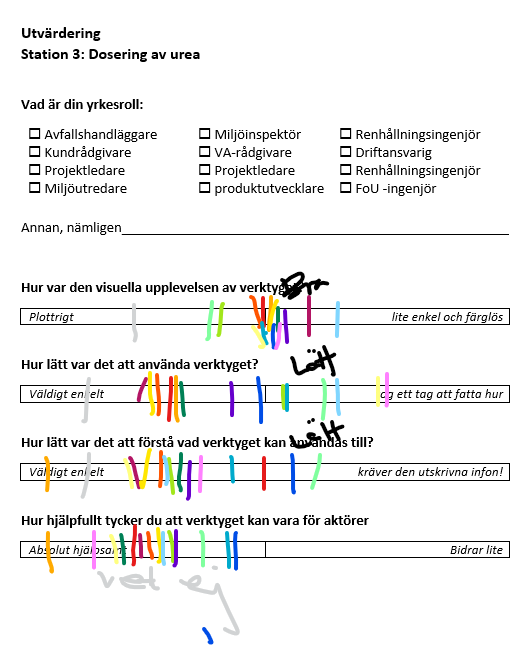 Utvärdering
Station 3: Dosering av urea
Vad är din yrkesroll:
Avfallshandläggare Miljöinspektör Renhållningsingenjör
Kundrådgivare VA-rådgivare Driftansvarig
Projektledare Projektledare Renhållningsingenjör
Miljöutredare produktutvecklare FoU -ingenjör
Annan, nämligen
Bra
Hur var den visuella upplevelsen av verktyget
Plottrigt lite enkel och färglös
Lätt
Hur lätt var det att använda verktyget?
Väldigt enkelt ag ett tag att fatta hur
Lätt
Hur lätt var det att förstå vad verktyget kan användas till?
Väldigt enkelt kräver den utskrivna infon!
Hur hjälpfullt tycker du att verktyget kan vara för aktörer
Absolut hjälpsamt Bidrar lite
vet ej